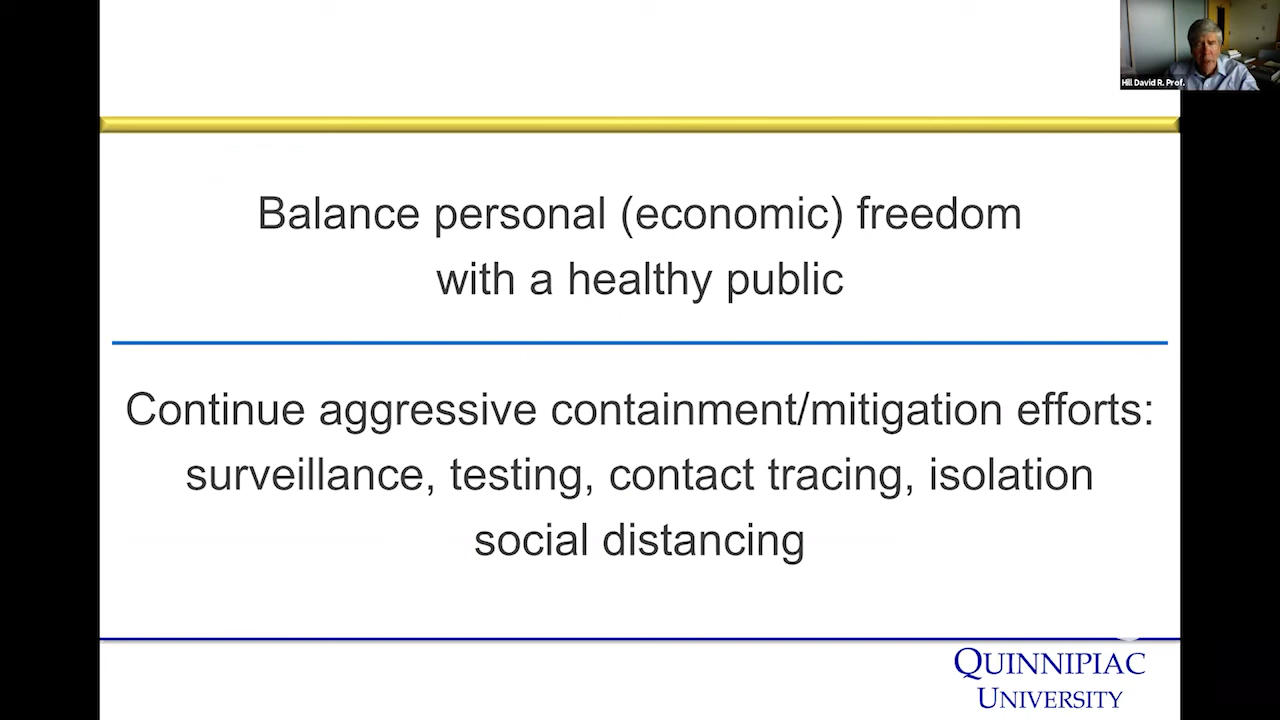 Hill David R. Prof.
Balance personal (economic) freedom
with a healthy public
Continue aggressive containment/mitigation efforts:
surveillance, testing, contact tracing, isolation
social distancing
QUINNIPIAC
UNIVERSITY